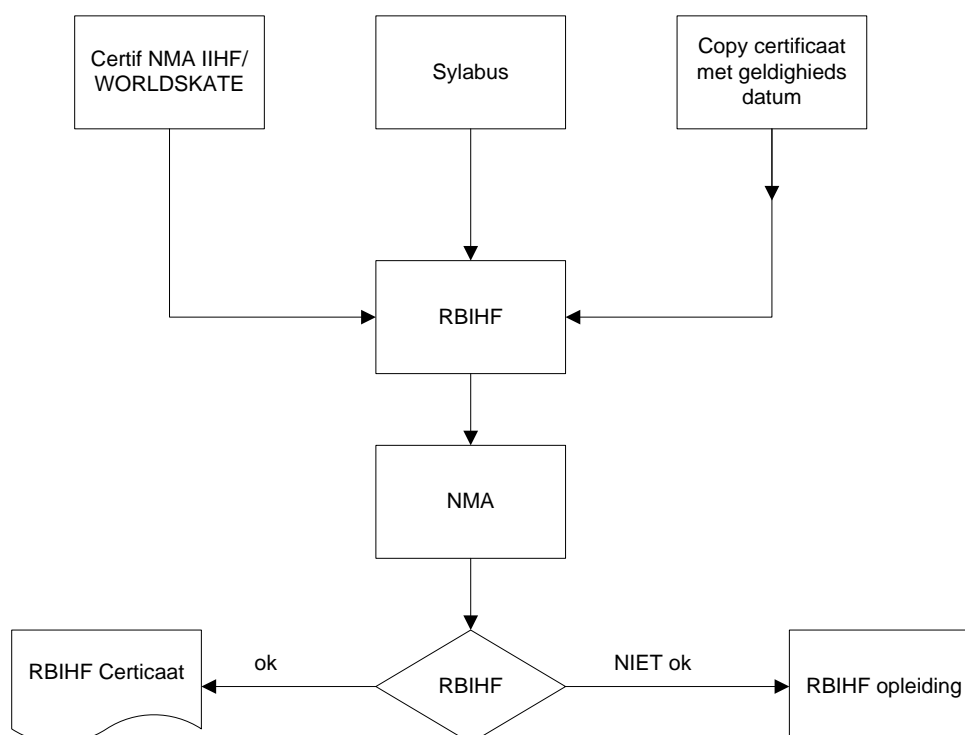 Certif NMA IIHF/
WORLDSKATE
Sylabus
Copy certificaat
met geldighieds
datum
RBIHF
NMA
RBIHF Certicaat
ok
RBIHF
NIET ok
RBIHF opleiding